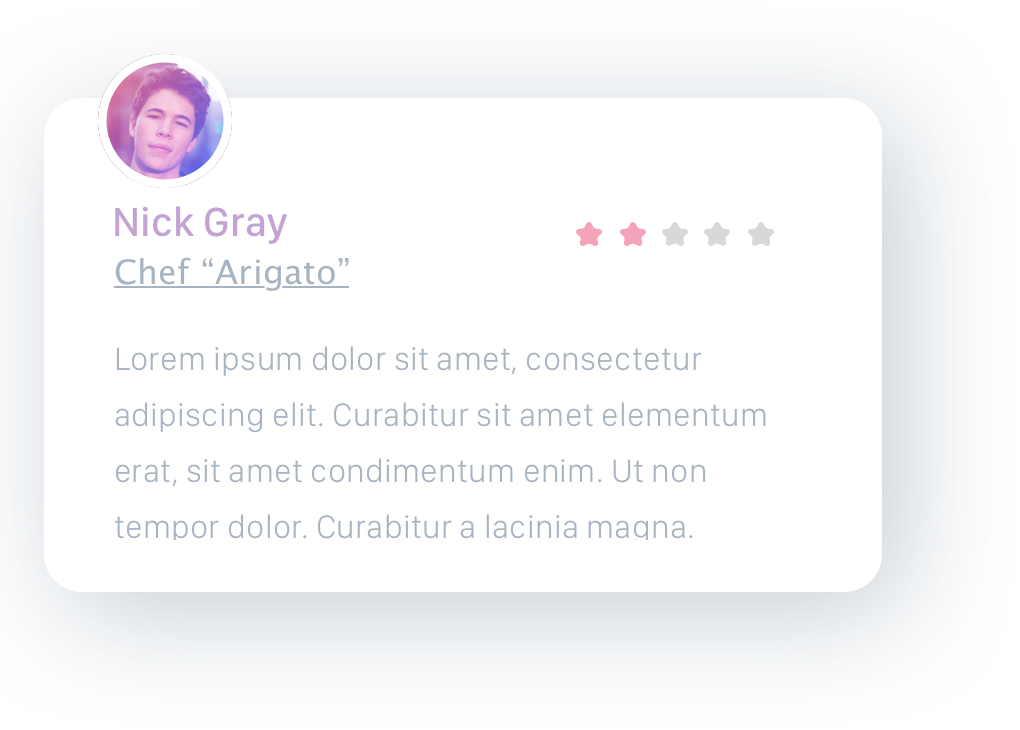 Nick Gray
Chef “Arigato”
Lorem ipsum dolor sit amet, consectetur
adipiscing elit. Curabitur sit amet elementum
erat, sit amet condimentum enim. Ut non
tempor dolor. Curabitur a lacinia magna.